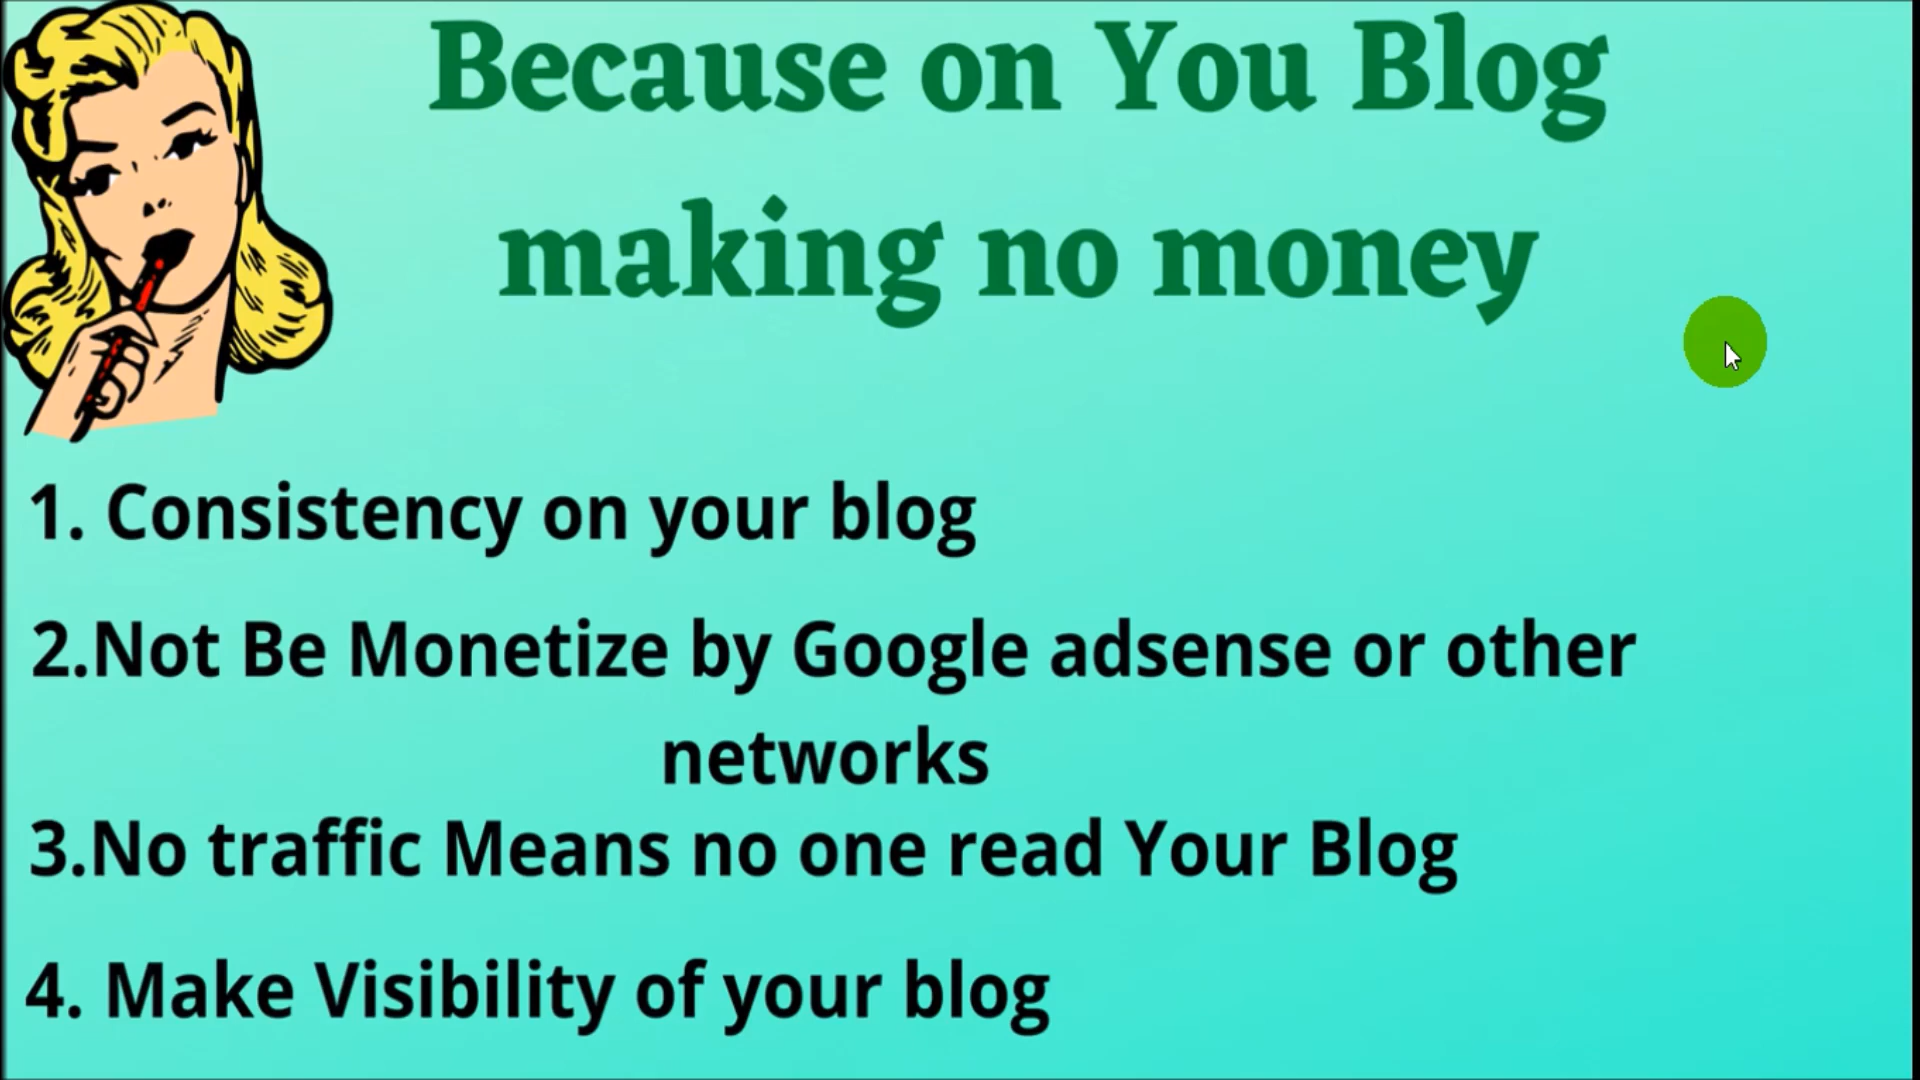 Because on You Blog
making no money
1. Consistency on your blog
2.Not Be Monetize by Google adsense or other
networks
3.No traffic Means no one read Your Blog
4. Make Visibility of your blog